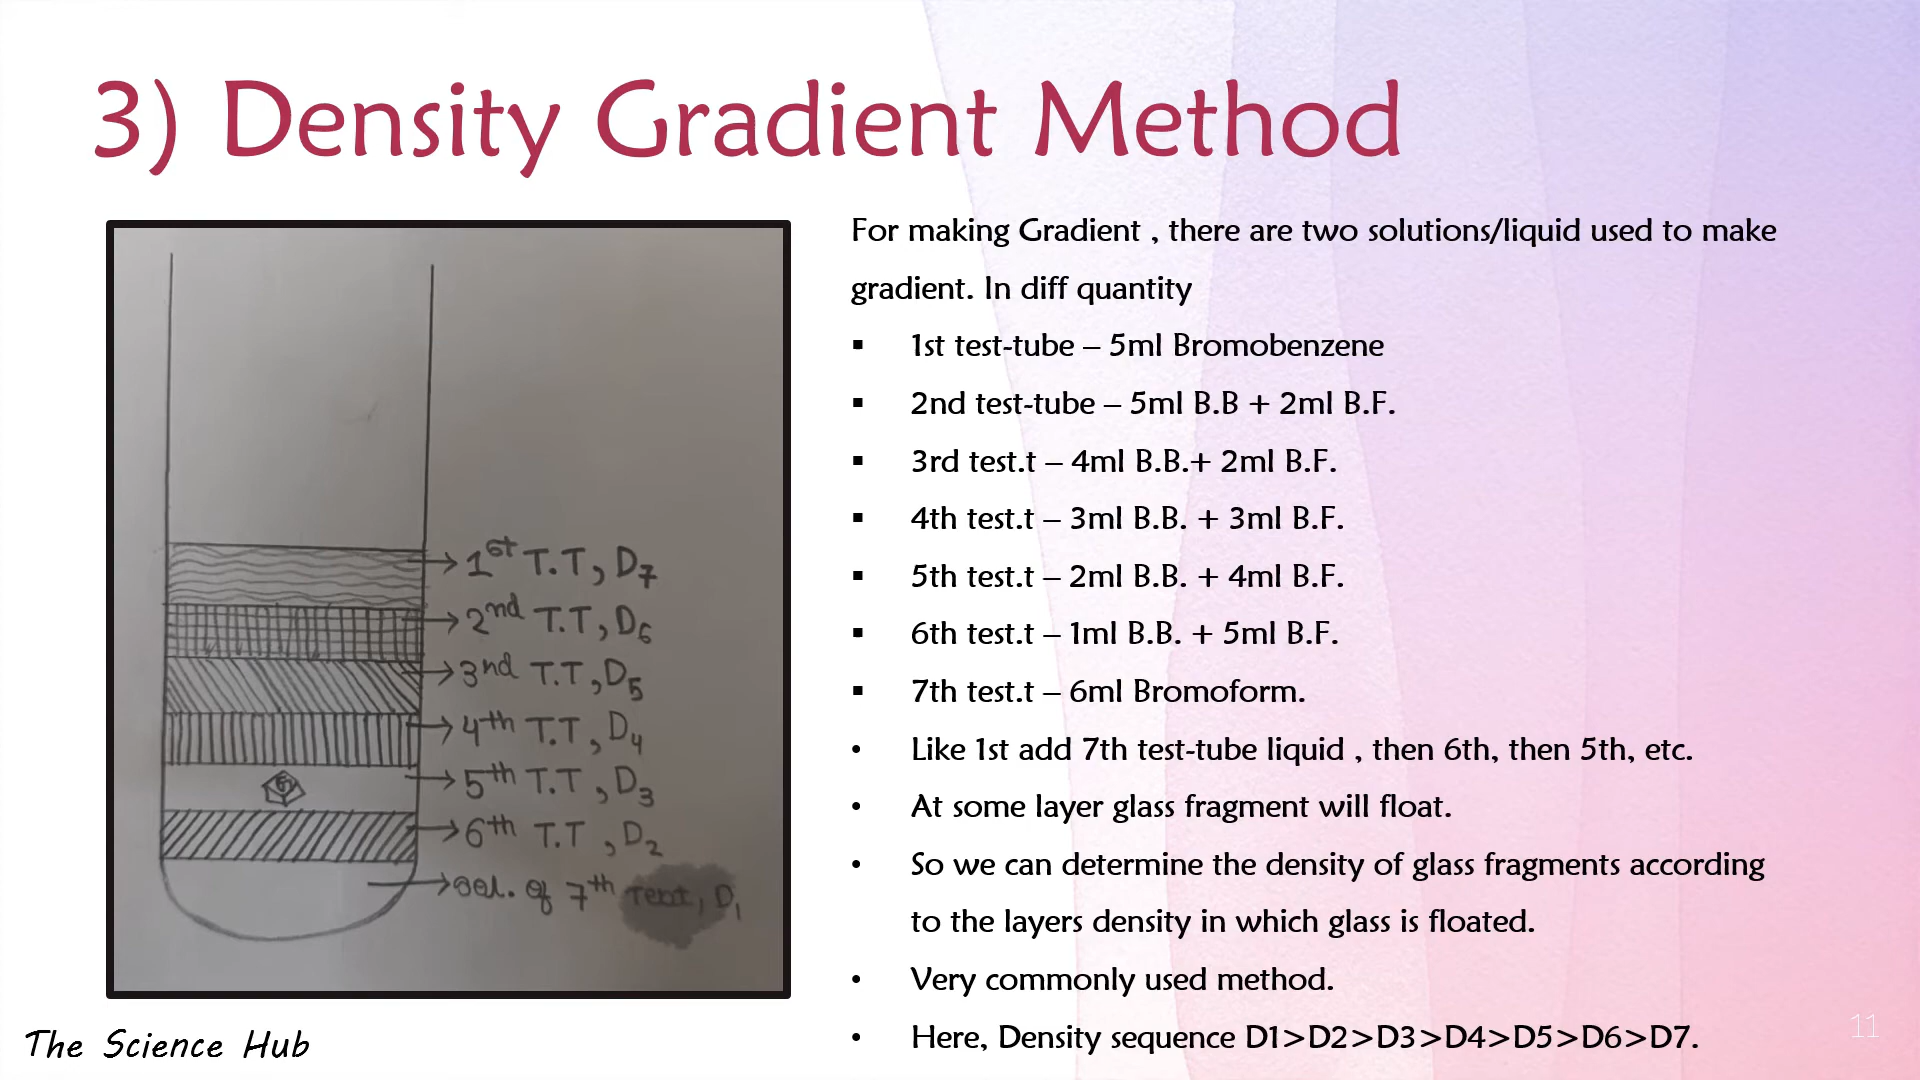 3) Density Gradient Method
1st T.T, D7
2nd T.T, D6
3nd T.T, D5
4th T.T, D4
5th T.T, D3
G
6th T.T, D2
sol. of 7th Test, D1
For making Gradient , there are two solutions/liquid used to make
gradient. In diff quantity
▪ 1st test-tube – 5ml Bromobenzene
▪ 2nd test-tube – 5ml B.B + 2ml B.F.
▪ 3rd test.t – 4ml B.B.+ 2ml B.F.
▪ 4th test.t – 3ml B.B. + 3ml B.F.
▪ 5th test.t – 2ml B.B. + 4ml B.F.
▪ 6th test.t – 1ml B.B. + 5ml B.F.
▪ 7th test.t – 6ml Bromoform.
• Like 1st add 7th test-tube liquid , then 6th, then 5th, etc.
• At some layer glass fragment will float.
• So we can determine the density of glass fragments according
to the layers density in which glass is floated.
• Very commonly used method.
• Here, Density sequence D1>D2>D3>D4>D5>D6>D7.
The Science Hub
11